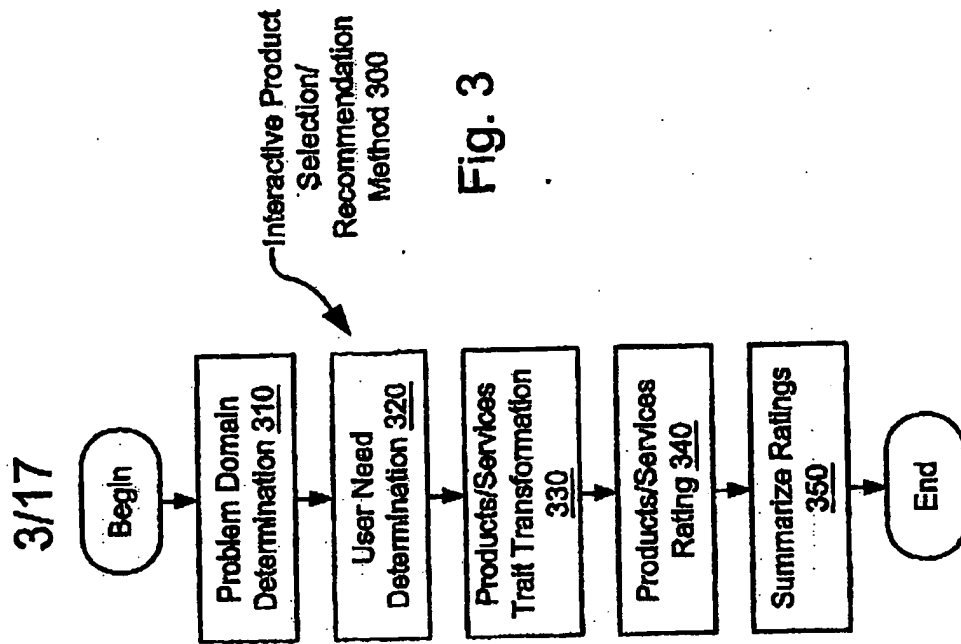 3/17
Begin
Problem Domain
Determination 310
User Need
Determination 320
Products/Services
Trait Transformation
330
Products/Services
Rating 340
Summarize Ratings
350
End
Interactive Product
Selection/
Recommendation
Method 300
Fig. 3